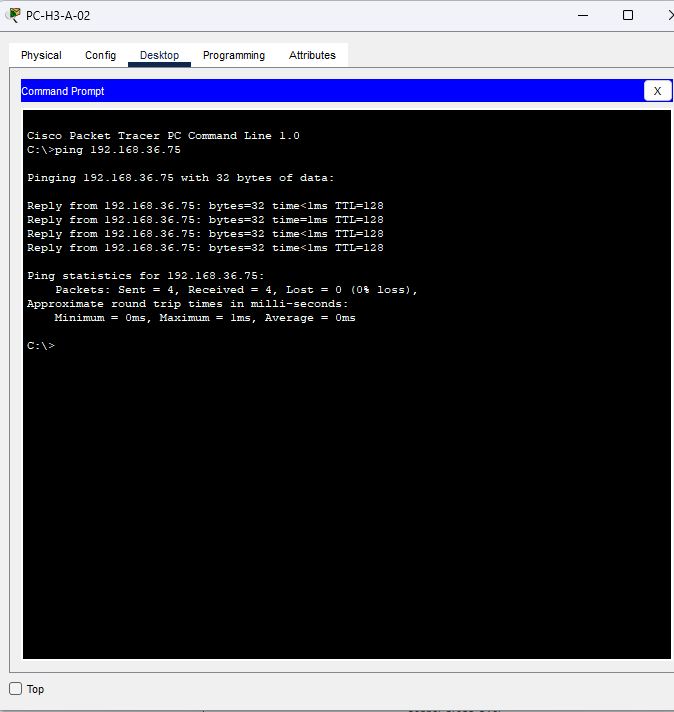 PC-H3-A-02
Physical Config Desktop Programming Attributes
Command Prompt X
Cisco Packet Tracer PC Command Line 1.0
C:\>ping 192.168.36.75
Pinging 192.168.36.75 with 32 bytes of data:
Reply from 192.168.36.75: bytes=32 time<1ms TTL=128
Reply from 192.168.36.75: bytes=32 time=1ms TTL=128
Reply from 192.168.36.75: bytes=32 time<1ms TTL=128
Reply from 192.168.36.75: bytes=32 time<1ms TTL=128
Ping statistics for 192.168.36.75:
Packets: Sent = 4, Received = 4, Lost = 0 (0% loss),
Approximate round trip times in milli-seconds:
Minimum = 0ms, Maximum = 1ms, Average = 0ms
C:\>
Top